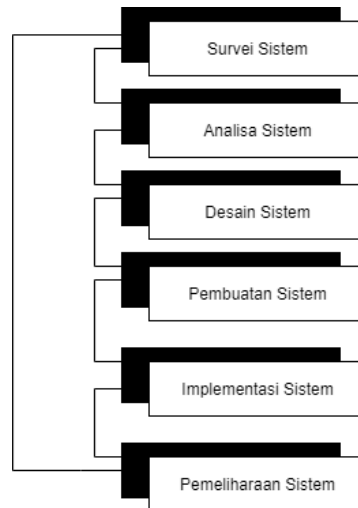 Survei Sistem
Analisa Sistem
Desain Sistem
Pembuatan Sistem
Implementasi Sistem
Pemeliharaan Sistem